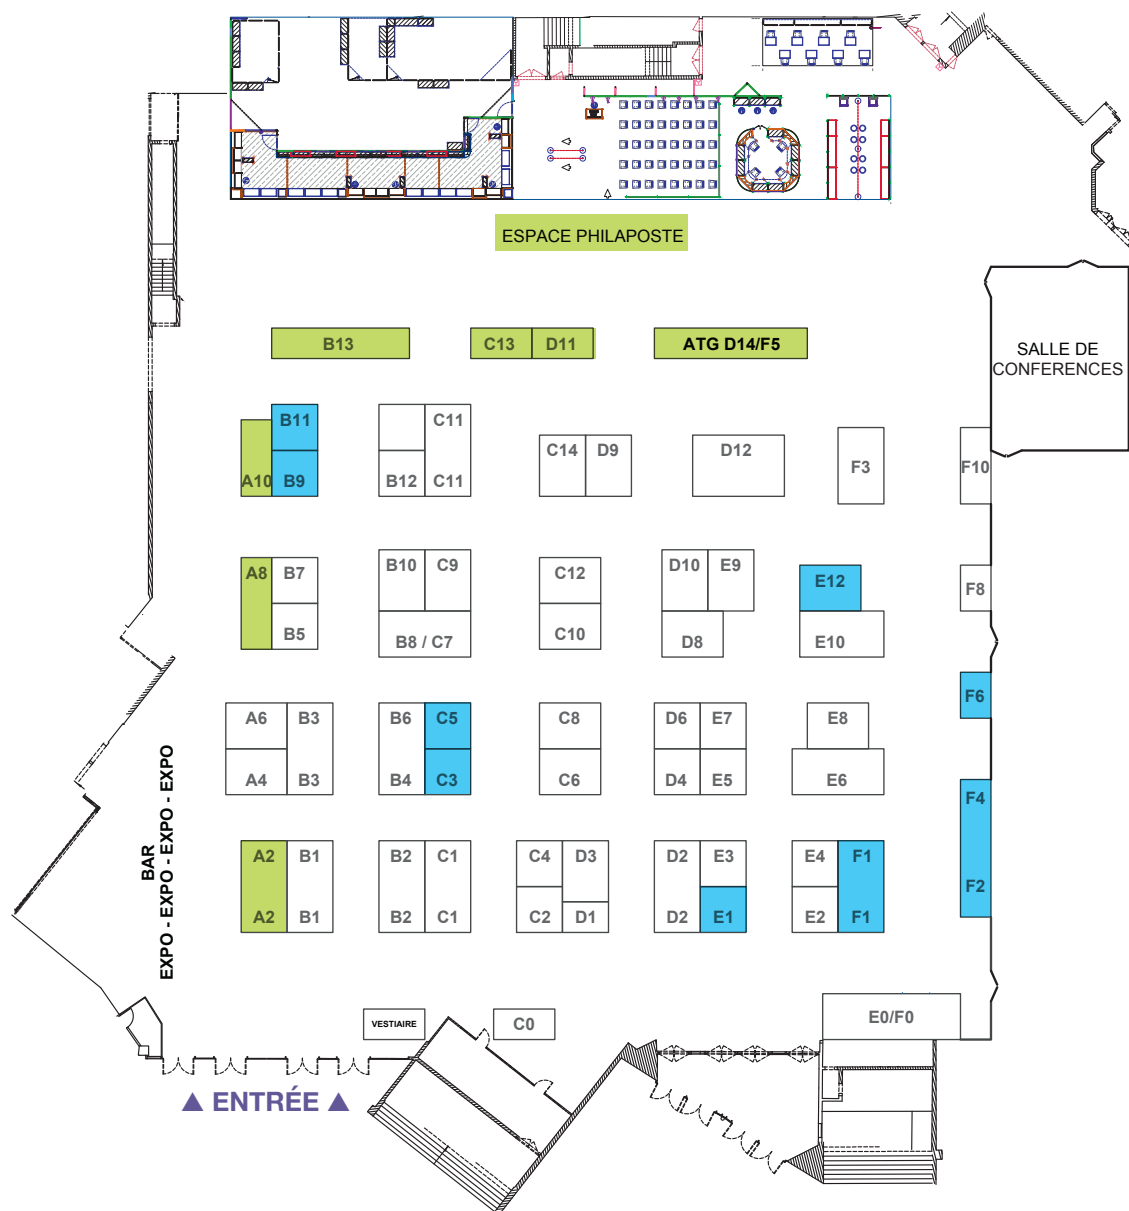 ESPACE PHILAPOSTE
B13
C13
D11
ATG D14/F5
SALLE DE
CONFERENCES
B11
C11
A10
B9
B12
C11
C14
D9
D12
F3
F10
A8
B7
B10
C9
C12
D10
E9
E12
F8
B5
B8 / C7
C10
D8
E10
F6
A6
B3
B6
C5
C8
D6
E7
E8
A4
B3
B4
C3
C6
D4
E5
E6
F4
BAR
EXPO - EXPO - EXPO - EXPO
A2
B1
B2
C1
C4
D3
D2
E3
E4
F1
F2
A2
B1
B2
C1
C2
D1
D2
E1
E2
F1
VESTIAIRE
C0
E0/F0
▲ ENTRÉE ▲